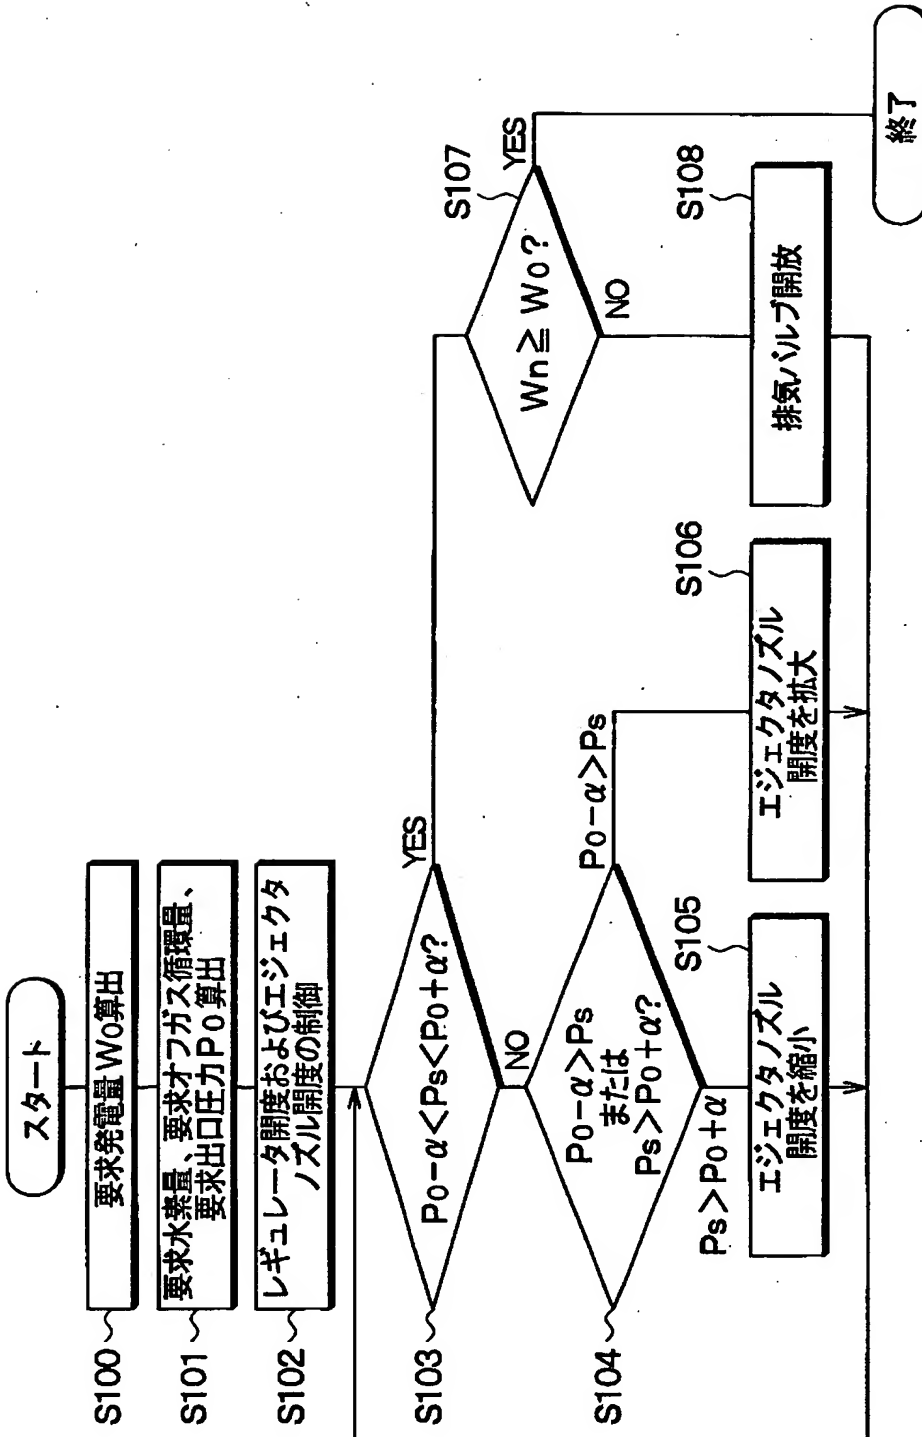 スタート
S100
要求発電量W0算出
S101
要求水素量、要求オフガス循環量、
要求出口圧力P0算出
S102
レギュレータ開度およびエジェクタ
ノズル開度の制御
S103
P0-α<Ps<P0+α?
YES
NO
S104
P0-α>Ps
または
Ps>P0+α?
P0-α>Ps
Ps>P0+α
S105
エジェクタノズル
開度を縮小
S106
エジェクタノズル
開度を拡大
S107
Wn≧W0?
YES
NO
S108
排気バルブ開放
終了